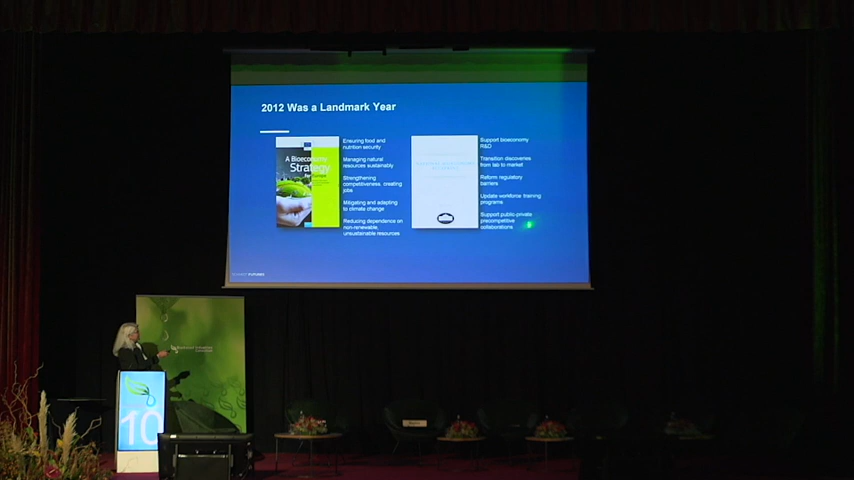 2012 Was a Landmark Year
A Bioeconomy
Strategy
for Europe
Ensuring food and
nutrition security
Managing natural
resources sustainably
Strengthening
competitiveness, creating
jobs
Mitigating and adapting
to climate change
Reducing dependence on
non-renewable,
unsustainable resources
Support bioeconomy
R&D
Transition discoveries
from lab to market
Reform regulatory
barriers
Update workforce training
programs
Support public-private
precompetitive
collaborations
10